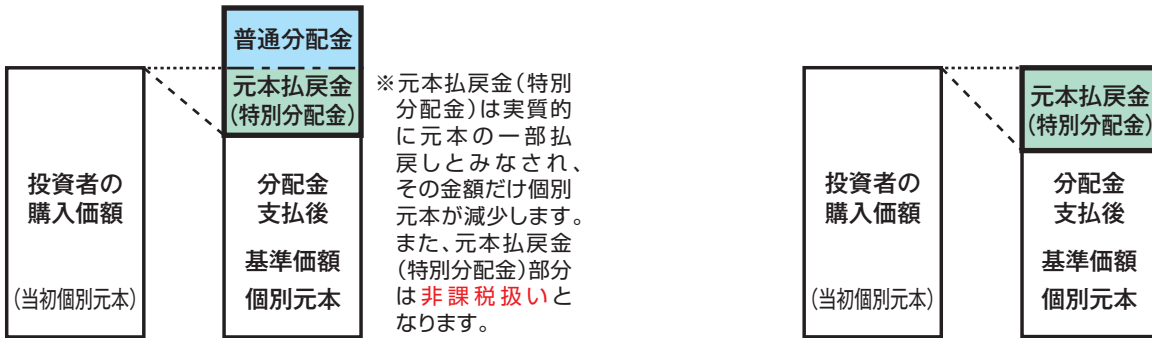 普通分配金
元本払戻金
(特別分配金)
投資者の
購入価額
(当初個別元本)
分配金
支払後
基準価額
個別元本
※元本払戻金(特別
分配金)は実質的
に元本の一部払
戻しとみなされ、
その金額だけ個別
元本が減少します。
また、元本払戻金
(特別分配金)部分
は非課税扱いと
なります。
投資者の
購入価額
(当初個別元本)
元本払戻金
(特別分配金)
分配金
支払後
基準価額
個別元本